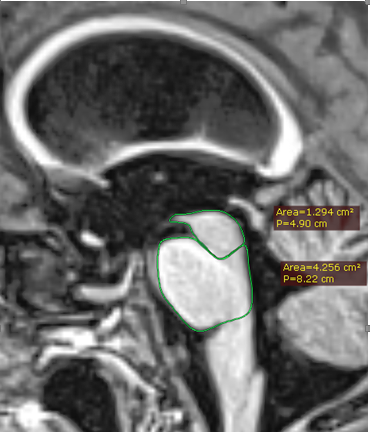 Area=1.294 cm²
P=4.90 cm
Area=4.256 cm²
P=8.22 cm